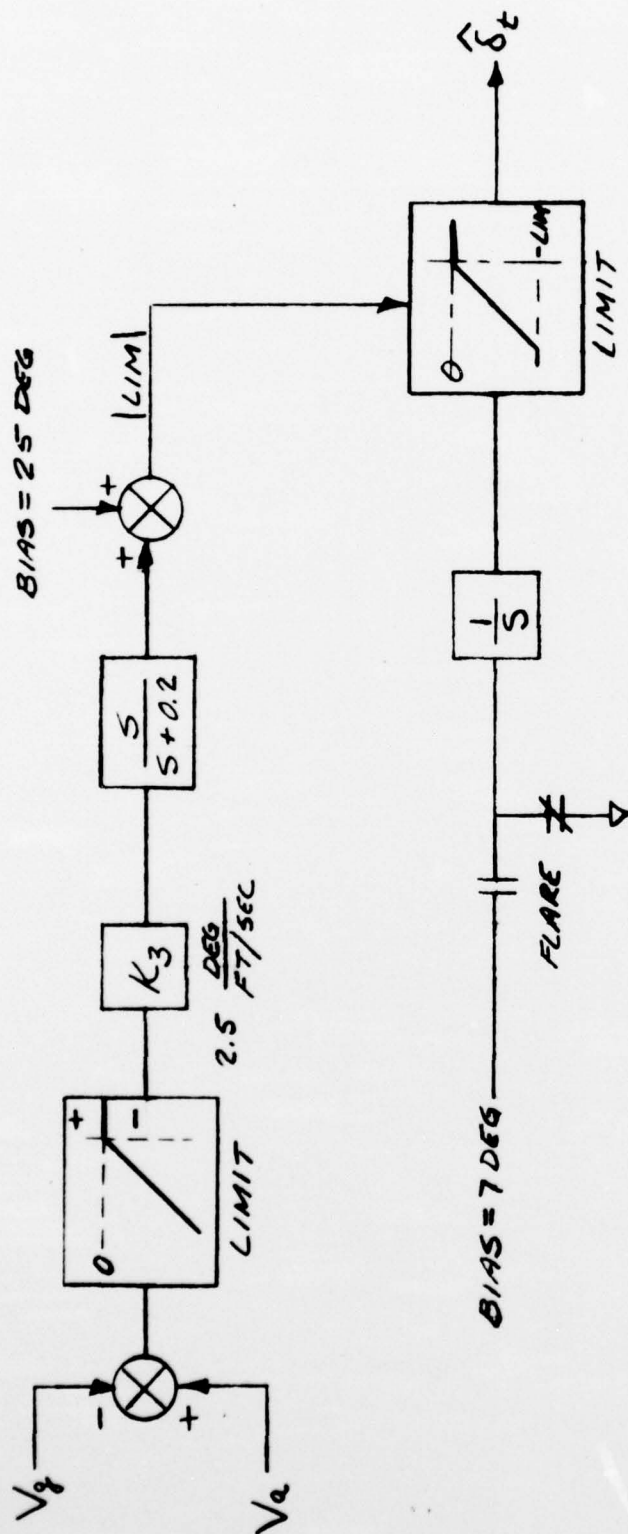 V_g
-
+
V_a
0
+
-
LIMIT
K_3
2.5 DEG
FT/SEC
S
S + 0.2
BIAS = 25 DEG
+
+
|LIM|
0
-LIM
LIMIT
δ̂_t
BIAS = 7 DEG
FLARE
1
S